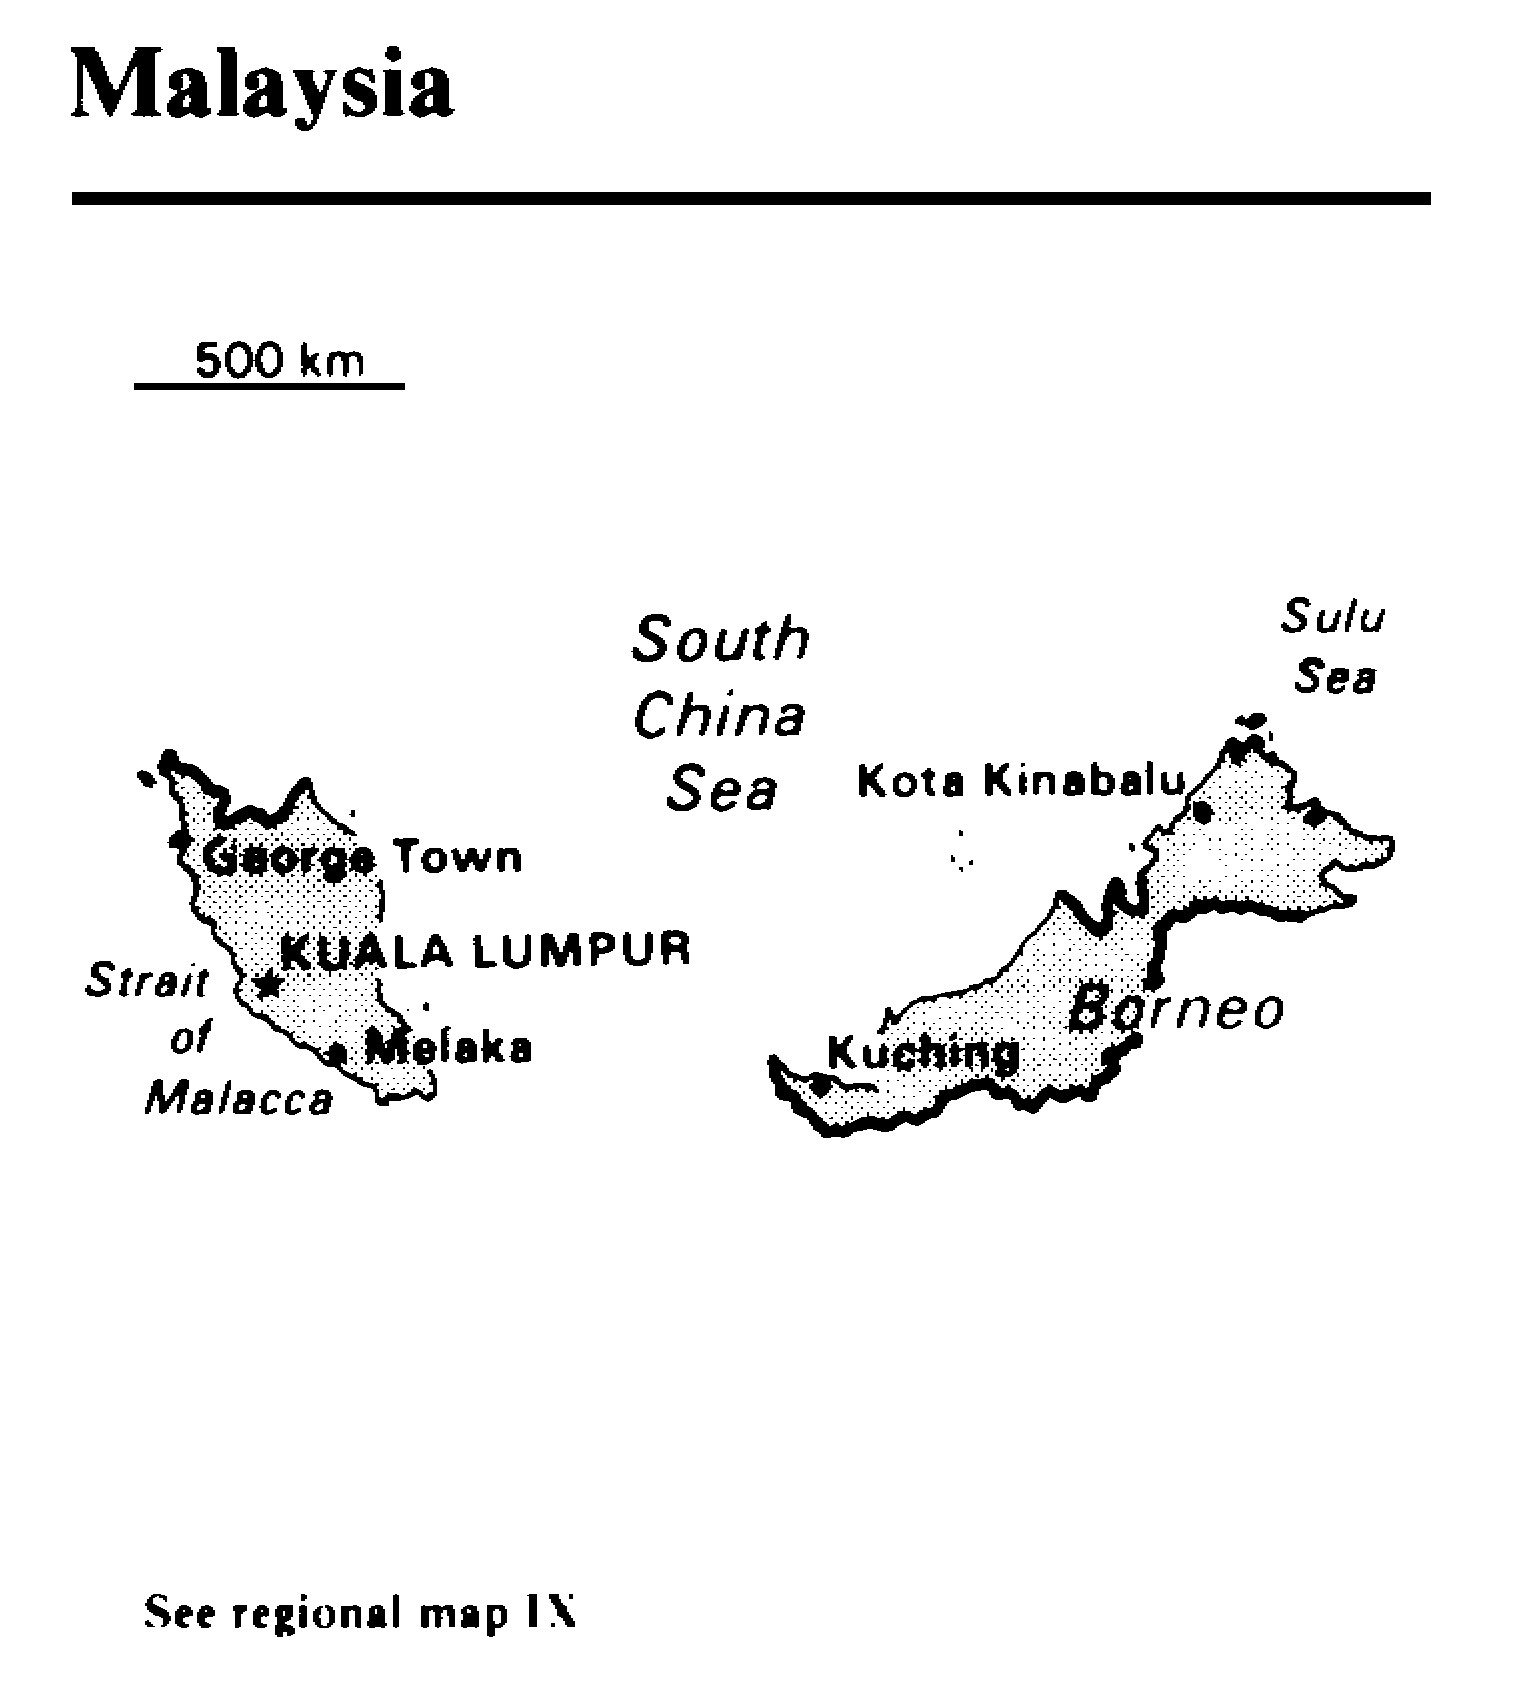 Malaysia
500 km
Sulu
Sea
South
China
Sea
Kota Kinabalu
George Town
KUALA LUMPUR
Strait
of
Malacca
Melaka
Borneo
Kuching
See regional map IX